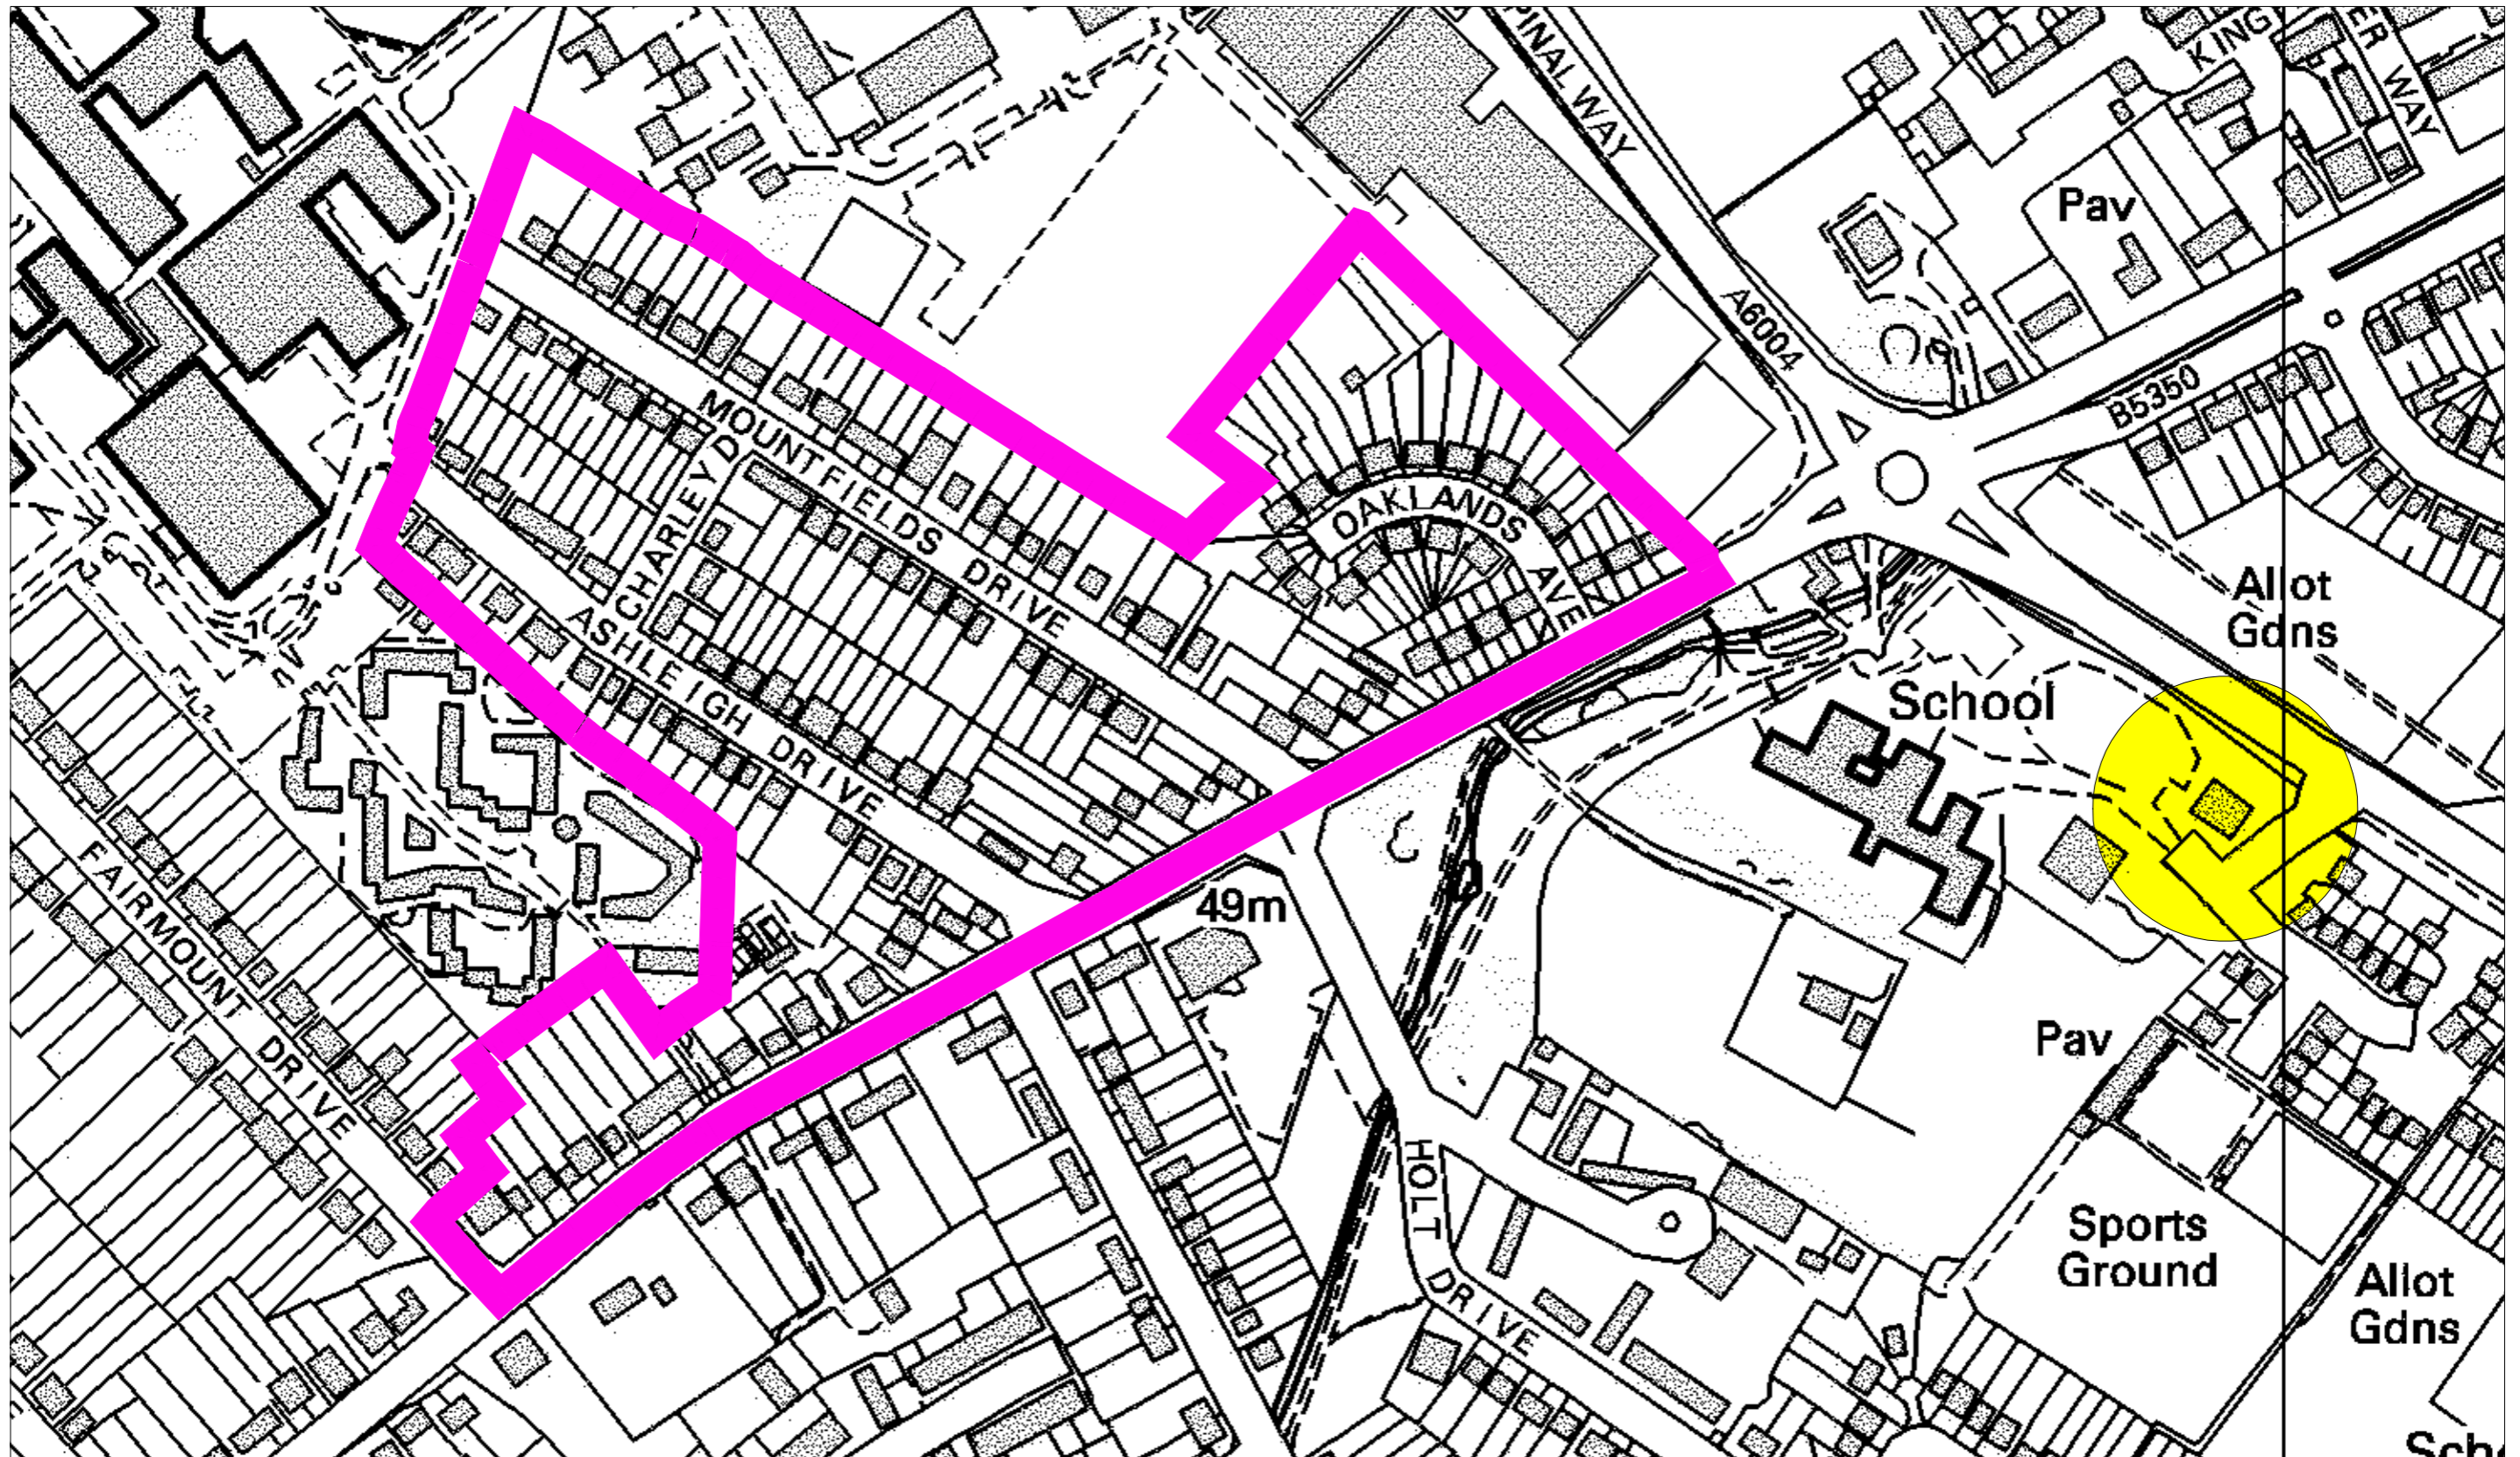 PINAL WAY
KING
ER WAY
Pav
A6004
B5350
MOUNTFIELDS DRIVE
CHARLEY D
OAKLANDS AVE
ASHLEIGH DRIVE
Allot
Gdns
School
FAIRMOUNT DRIVE
49m
Pav
HOLT DRIVE
Sports
Ground
Allot
Gdns
Sch